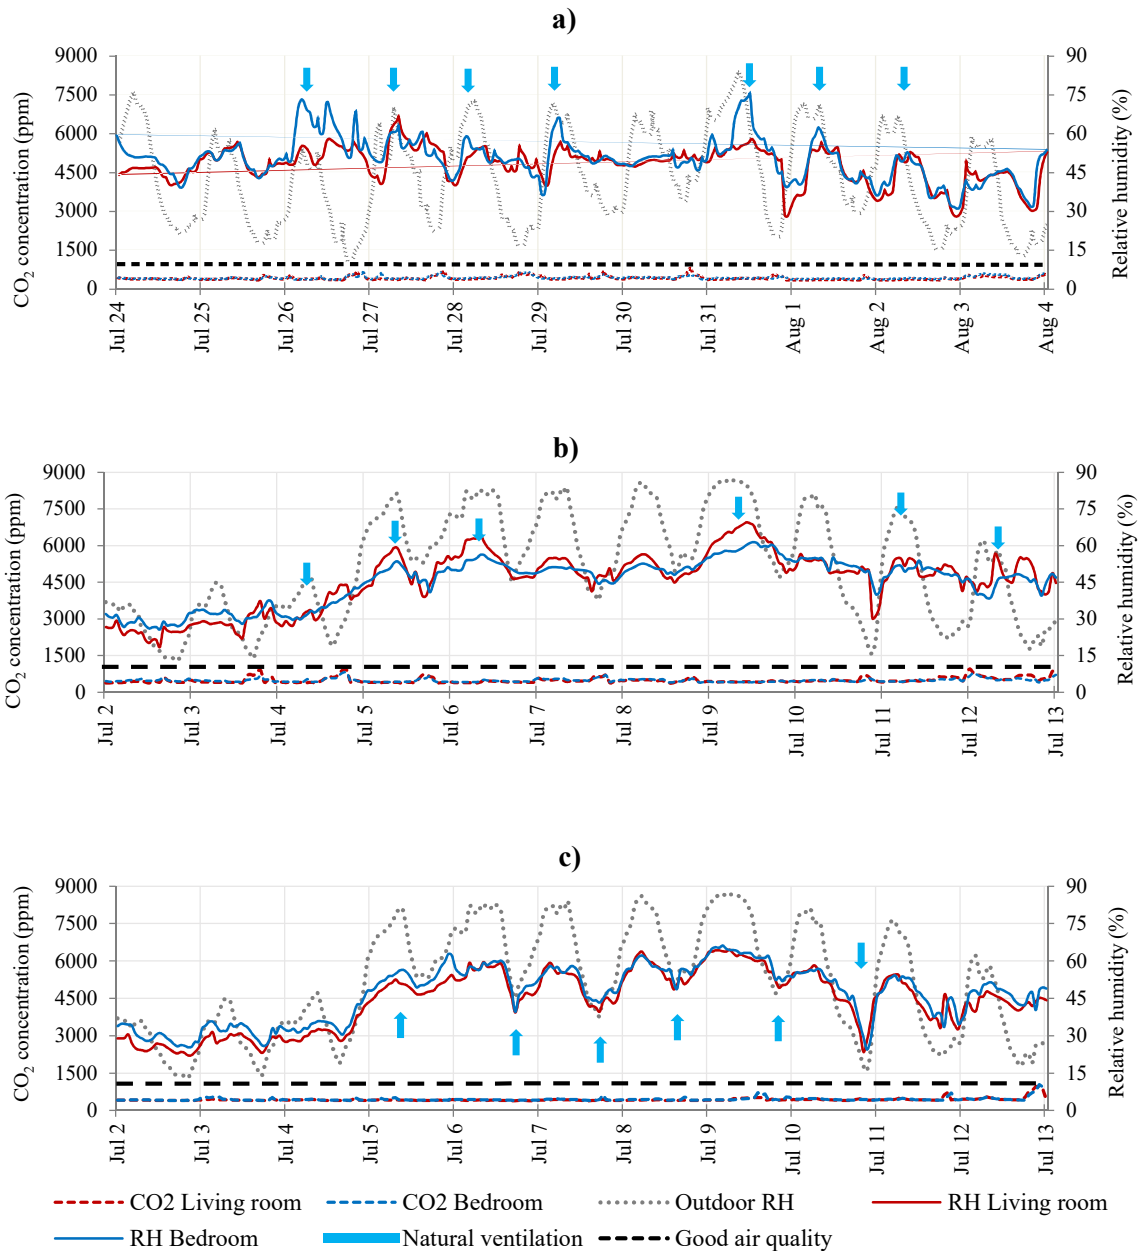 a)
CO2 concentration (ppm)
9000
7500
6000
4500
3000
1500
0
90
75
60
45
30
15
0
Relative humidity (%)
Jul 24
Jul 25
Jul 26
Jul 27
Jul 28
Jul 29
Jul 30
Jul 31
Aug 1
Aug 2
Aug 3
Aug 4
b)
CO2 concentration (ppm)
9000
7500
6000
4500
3000
1500
0
90
75
60
45
30
15
0
Relative humidity (%)
Jul 2
Jul 3
Jul 4
Jul 5
Jul 6
Jul 7
Jul 8
Jul 9
Jul 10
Jul 11
Jul 12
Jul 13
c)
CO2 concentration (ppm)
9000
7500
6000
4500
3000
1500
0
90
75
60
45
30
15
0
Relative humidity (%)
Jul 2
Jul 3
Jul 4
Jul 5
Jul 6
Jul 7
Jul 8
Jul 9
Jul 10
Jul 11
Jul 12
Jul 13
CO2 Living room CO2 Bedroom Outdoor RH RH Living room
RH Bedroom Natural ventilation Good air quality